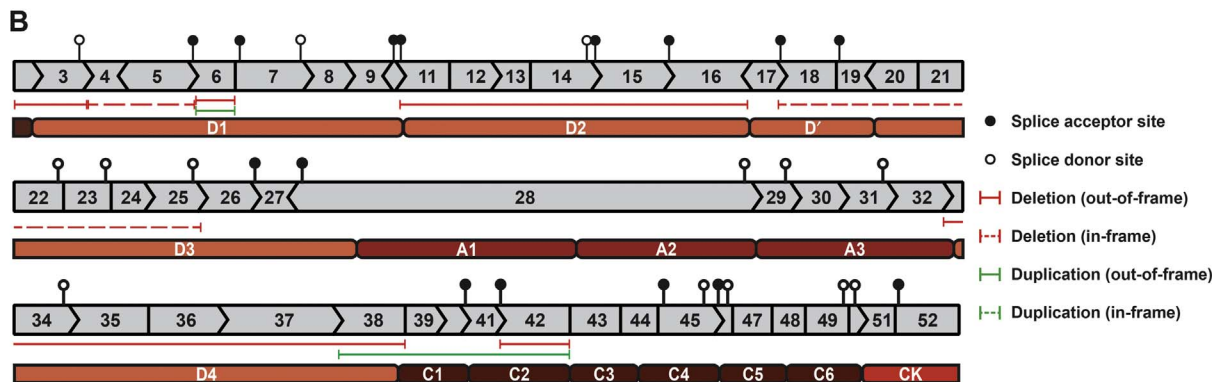 B
3 4 5 6 7 8 9 11 12 13 14 15 16 17 18 19 20 21
D1 D2 D′
22 23 24 25 26 27 28 29 30 31 32
D3 A1 A2 A3
34 35 36 37 38 39 41 42 43 44 45 47 48 49 51 52
D4 C1 C2 C3 C4 C5 C6 CK
Splice acceptor site
Splice donor site
Deletion (out-of-frame)
Deletion (in-frame)
Duplication (out-of-frame)
Duplication (in-frame)